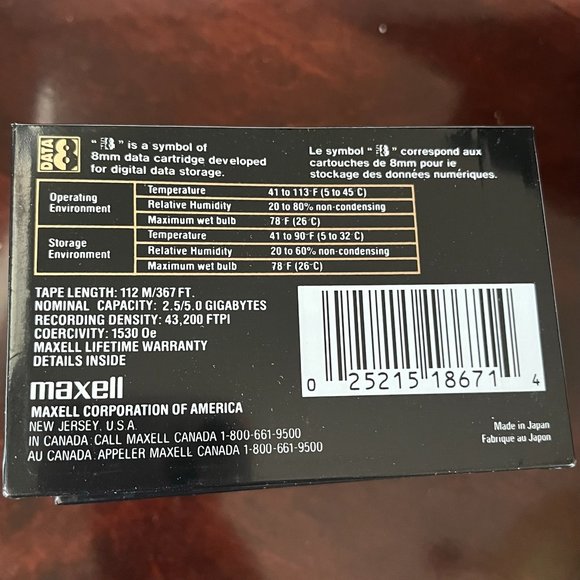 DATA 8
" 8 " is a symbol of
8mm data cartridge developed
for digital data storage.
Le symbol " 8 " correspond aux
cartouches de 8mm pour ie
stockage des données numériques.
Operating Environment
Temperature 41 to 113°F (5 to 45°C)
Relative Humidity 20 to 80% non-condensing
Maximum wet bulb 78°F (26°C)
Storage Environment
Temperature 41 to 90°F (5 to 32°C)
Relative Humidity 20 to 60% non-condensing
Maximum wet bulb 78°F (26°C)
TAPE LENGTH: 112 M/367 FT.
NOMINAL CAPACITY: 2.5/5.0 GIGABYTES
RECORDING DENSITY: 43,200 FTPI
COERCIVITY: 1530 Oe
MAXELL LIFETIME WARRANTY
DETAILS INSIDE
0 25215 18671 4
maxell
MAXELL CORPORATION OF AMERICA
NEW JERSEY, U.S.A.
IN CANADA: CALL MAXELL CANADA 1-800-661-9500
AU CANADA: APPELER MAXELL CANADA 1-800-661-9500
Made in Japan
Fabriqué au Japon